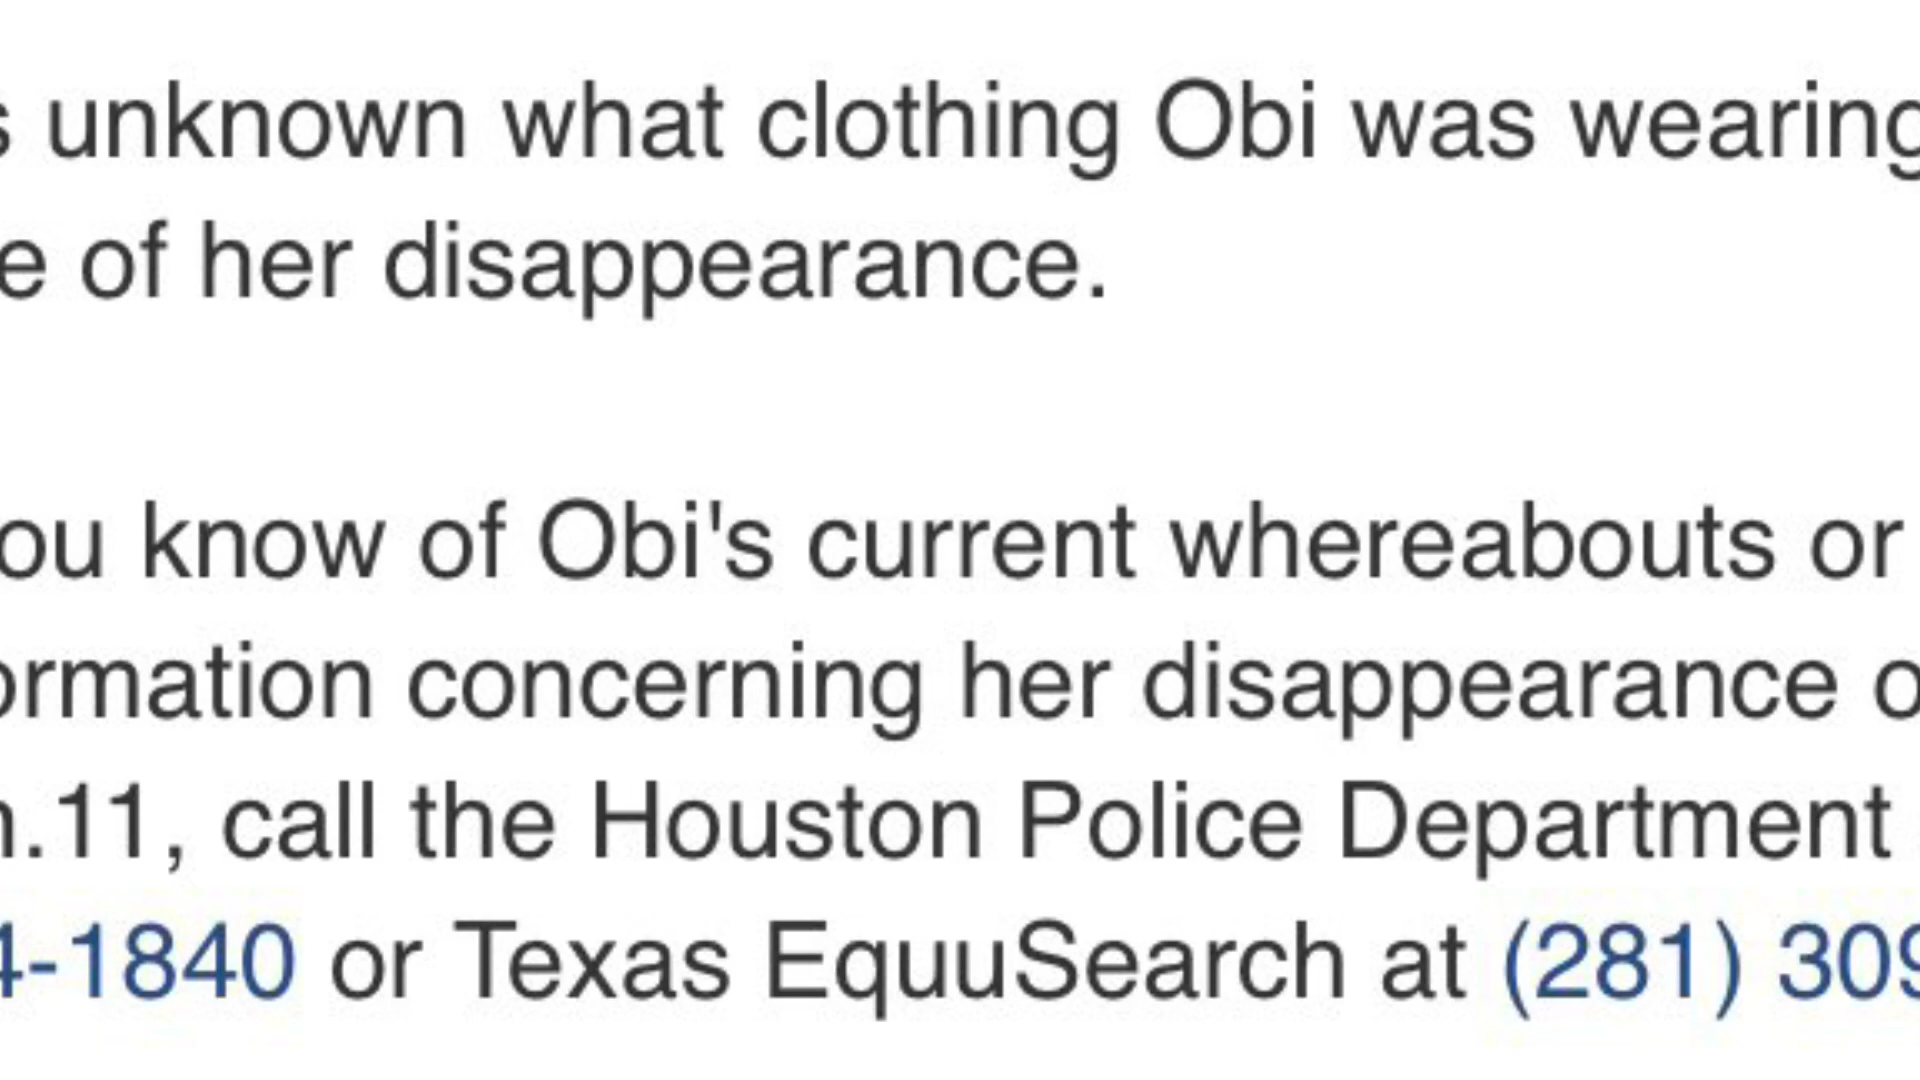 s unknown what clothing Obi was wearing
e of her disappearance.
ou know of Obi's current whereabouts or
ormation concerning her disappearance o
n.11, call the Houston Police Department
4-1840 or Texas EquuSearch at (281) 309